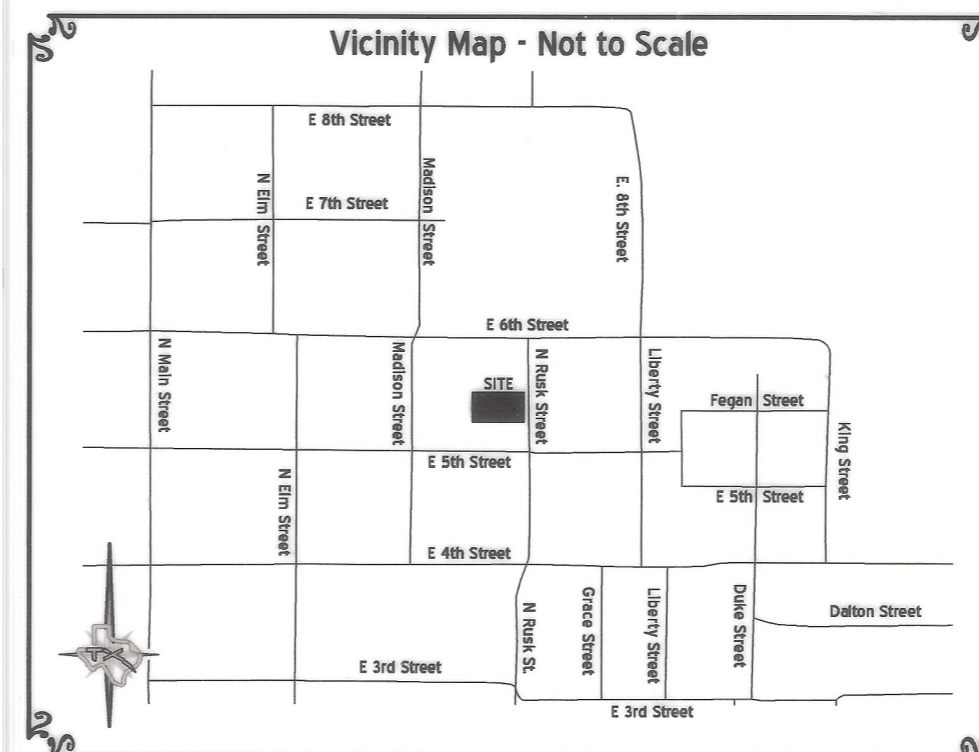 Vicinity Map - Not to Scale
E 8th Street
N Elm Street
Madison Street
E. 8th Street
E 7th Street
E 6th Street
N Main Street
Madison Street
SITE
N Rusk Street
Liberty Street
Fegan Street
King Street
E 5th Street
N Elm Street
E 5th Street
E 4th Street
N Rusk St.
Grace Street
Liberty Street
Duke Street
Dalton Street
TX
E 3rd Street
E 3rd Street